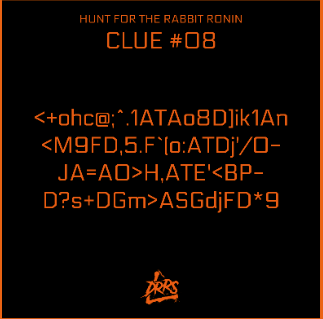 HUNT FOR THE RABBIT RONIN
CLUE #08
<+ohc@;^.1ATAo8D]ik1An
<M9FD,5.F`[o:ATDj'/O-
JA=AO>H,ATE'<BP-
D?s+DGm>ASGdjFD*9
DRRS